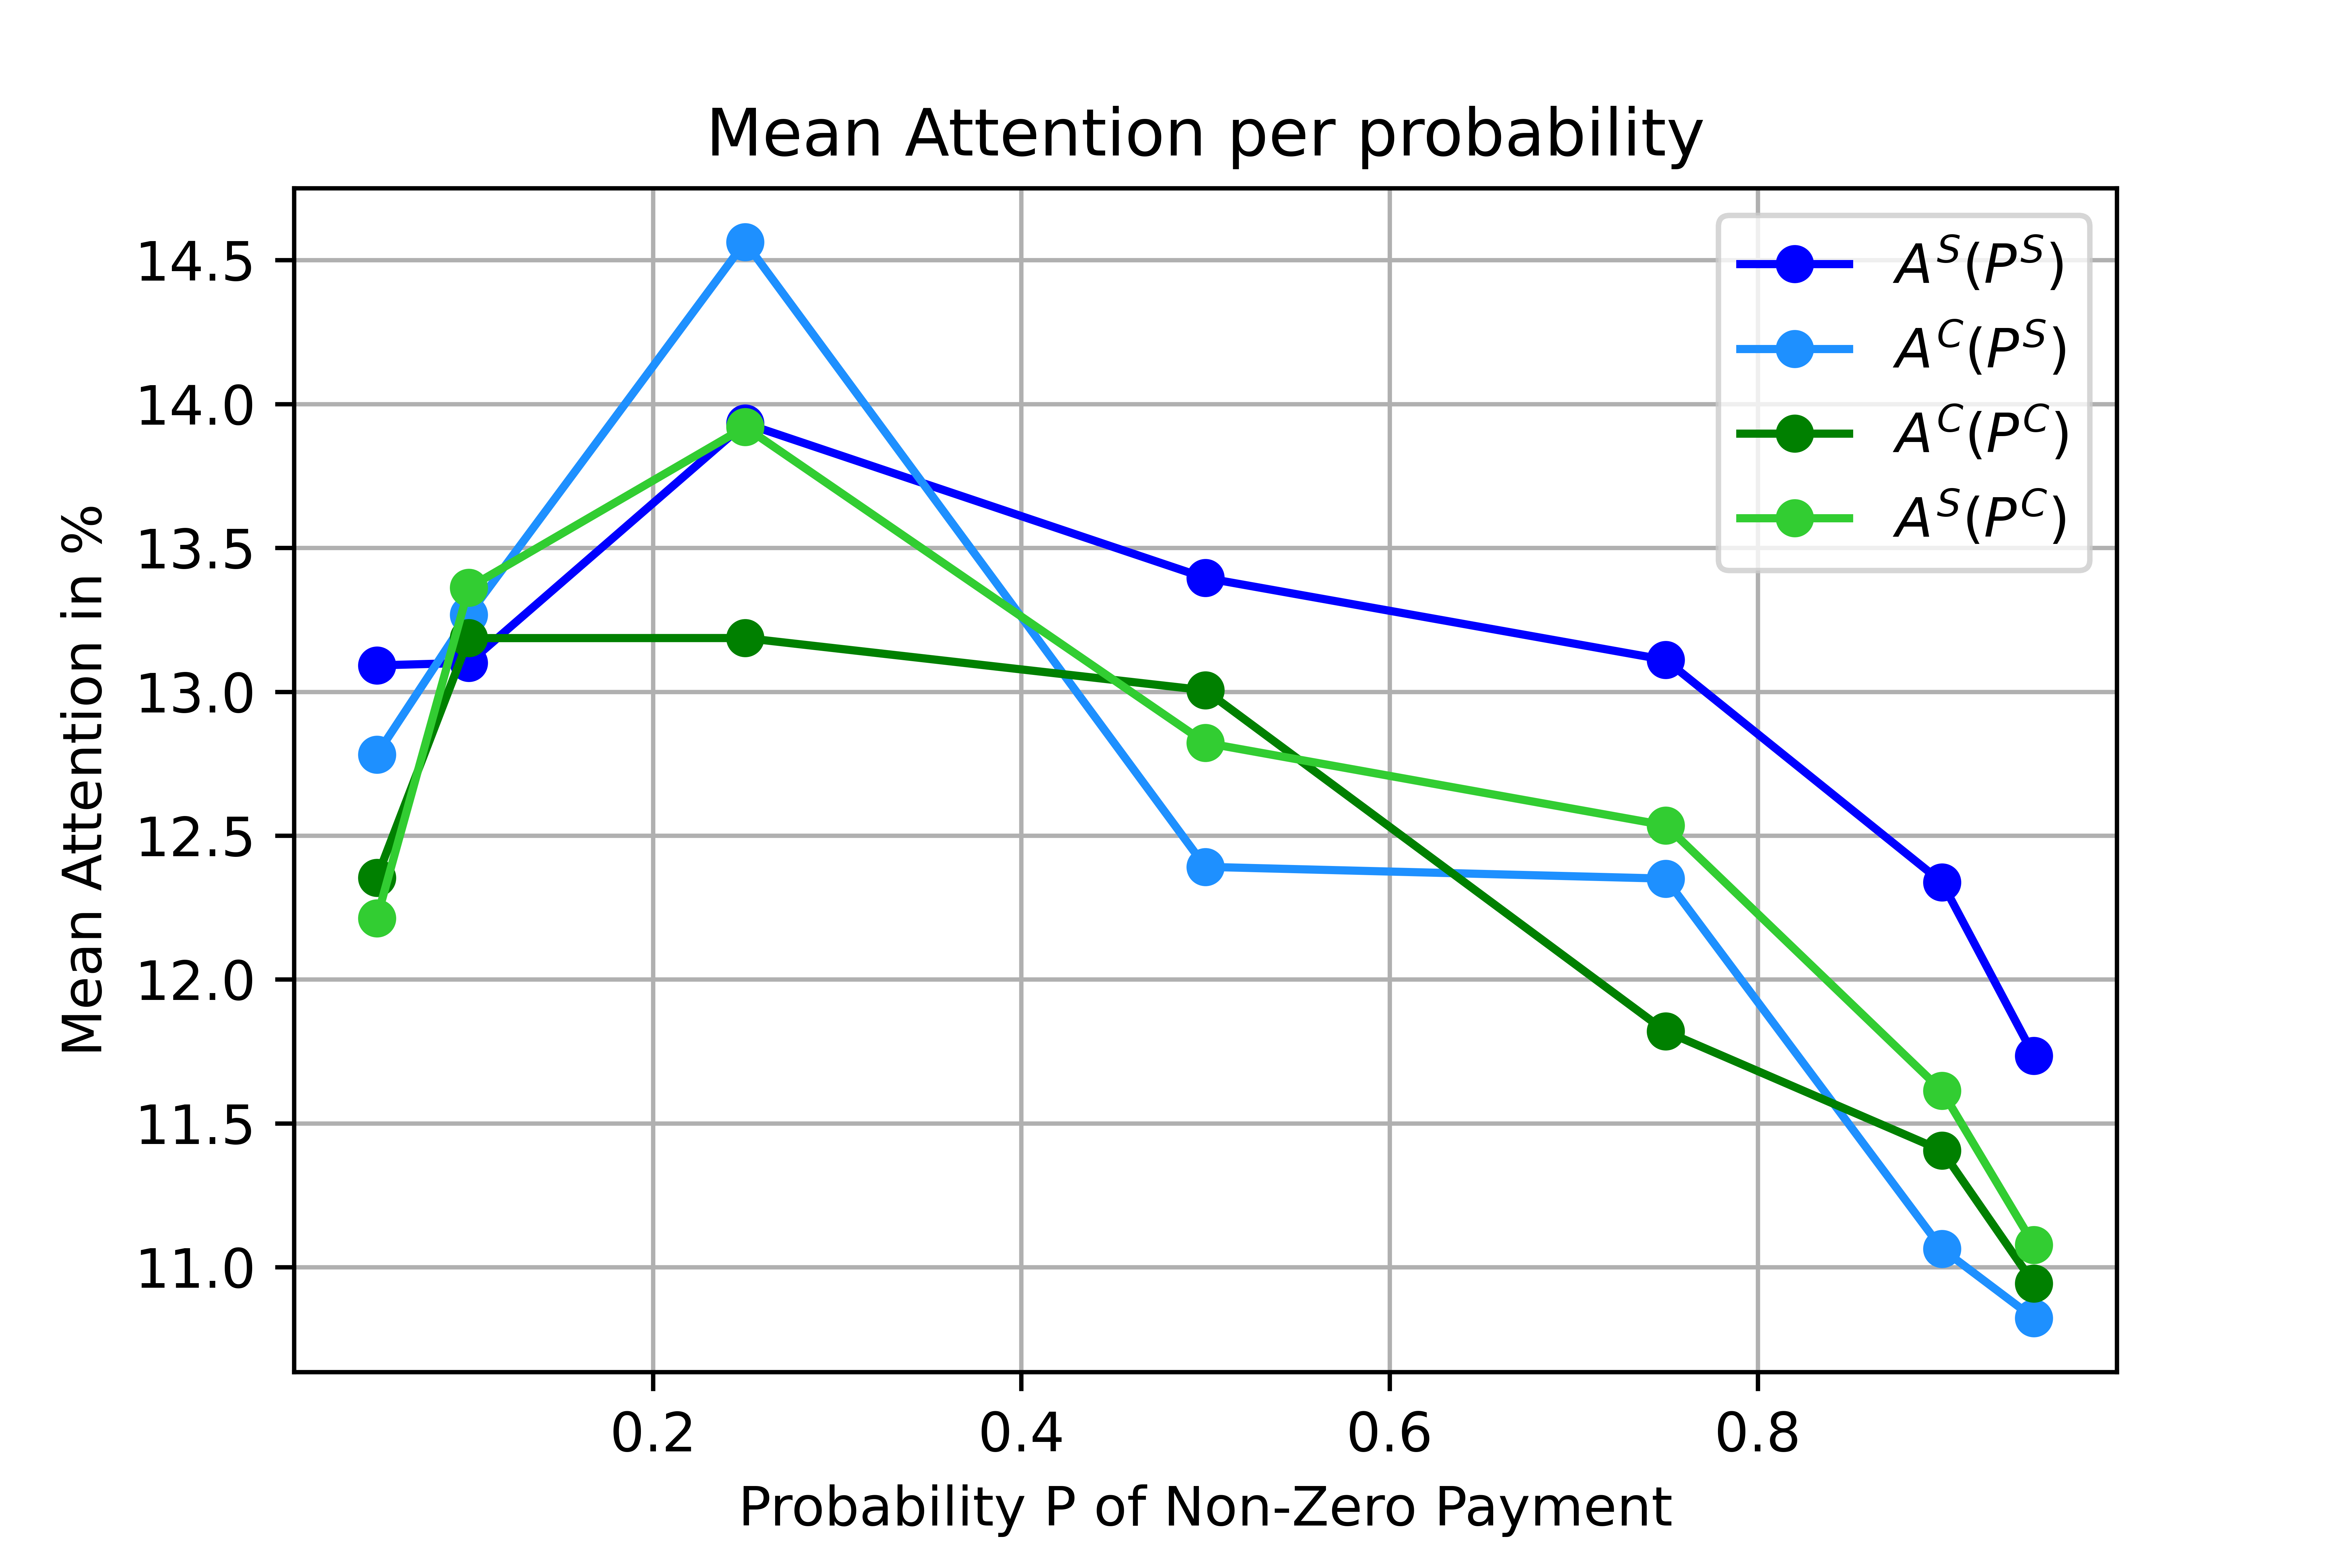 Mean Attention per probability
Mean Attention in %
14.5
14.0
13.5
13.0
12.5
12.0
11.5
11.0
0.2 0.4 0.6 0.8
Probability P of Non-Zero Payment
A^S(P^S)
A^C(P^S)
A^C(P^C)
A^S(P^C)